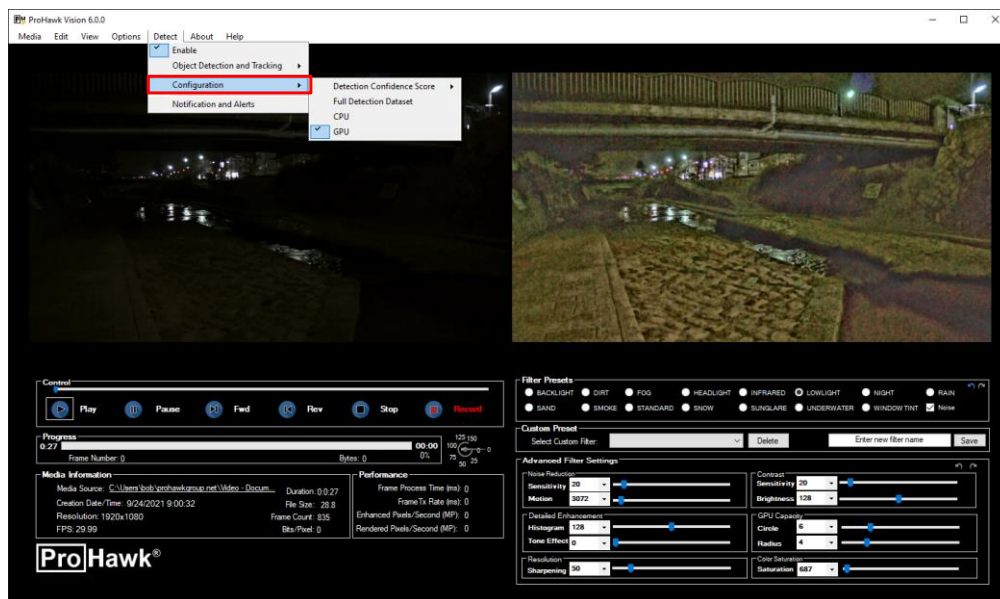 ProHawk Vision 6.0.0
Media Edit View Options Detect About Help
Enable
Object Detection and Tracking
Configuration
Notification and Alerts
Detection Confidence Score
Full Detection Dataset
CPU
GPU
Control
Play Pause Fwd Rev Stop Record
Progress
0:27 00:00
Frame Number: 0 Bytes: 0 0%
125 150
100 0
75 50 25
Media Information
Media Source: C:\Users\bob\prohawkgroup.net\Video - Docum... Duration: 0:0:27
Creation Date/Time: 9/24/2021 9:00:32 File Size: 28.8
Resolution: 1920x1080 Frame Count: 835
FPS: 29.99 Bits/Pixel: 0
Performance
Frame Process Time (ms): 0
FrameTx Rate (ms): 0
Enhanced Pixels/Second (MP): 0
Rendered Pixels/Second (MP): 0
ProHawk®
Filter Presets
BACKLIGHT DIRT FOG HEADLIGHT INFRARED LOWLIGHT NIGHT RAIN
SAND SMOKE STANDARD SNOW SUNGLARE UNDERWATER WINDOW TINT Noise
Custom Preset
Select Custom Filter: Delete Enter new filter name Save
Advanced Filter Settings
Noise Reduction
Sensitivity 20
Motion 3072
Contrast
Sensitivity 20
Brightness 128
Detailed Enhancement
Histogram 128
Tone Effect 0
GPU Capacity
Circle 6
Radius 4
Resolution
Sharpening 50
Color Saturation
Saturation 687